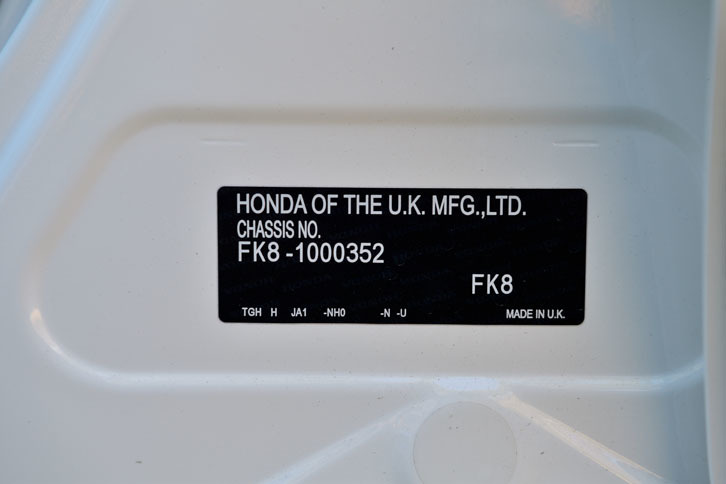 HONDA OF THE U.K. MFG.,LTD.
CHASSIS NO.
FK8 -1000352
FK8
TGH H JA1 -NH0 -N -U MADE IN U.K.